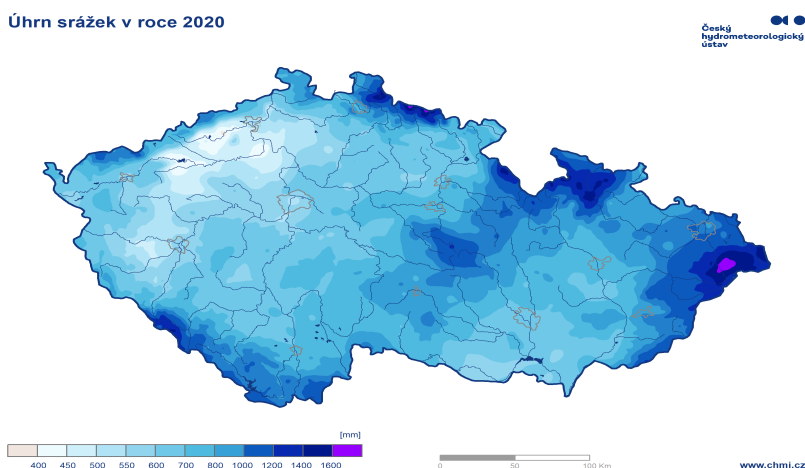 Úhrn srážek v roce 2020
Český
hydrometeorologický
ústav
[mm]
400 450 500 550 600 700 800 1000 1200 1400 1600
0 50 100 Km
www.chmi.cz